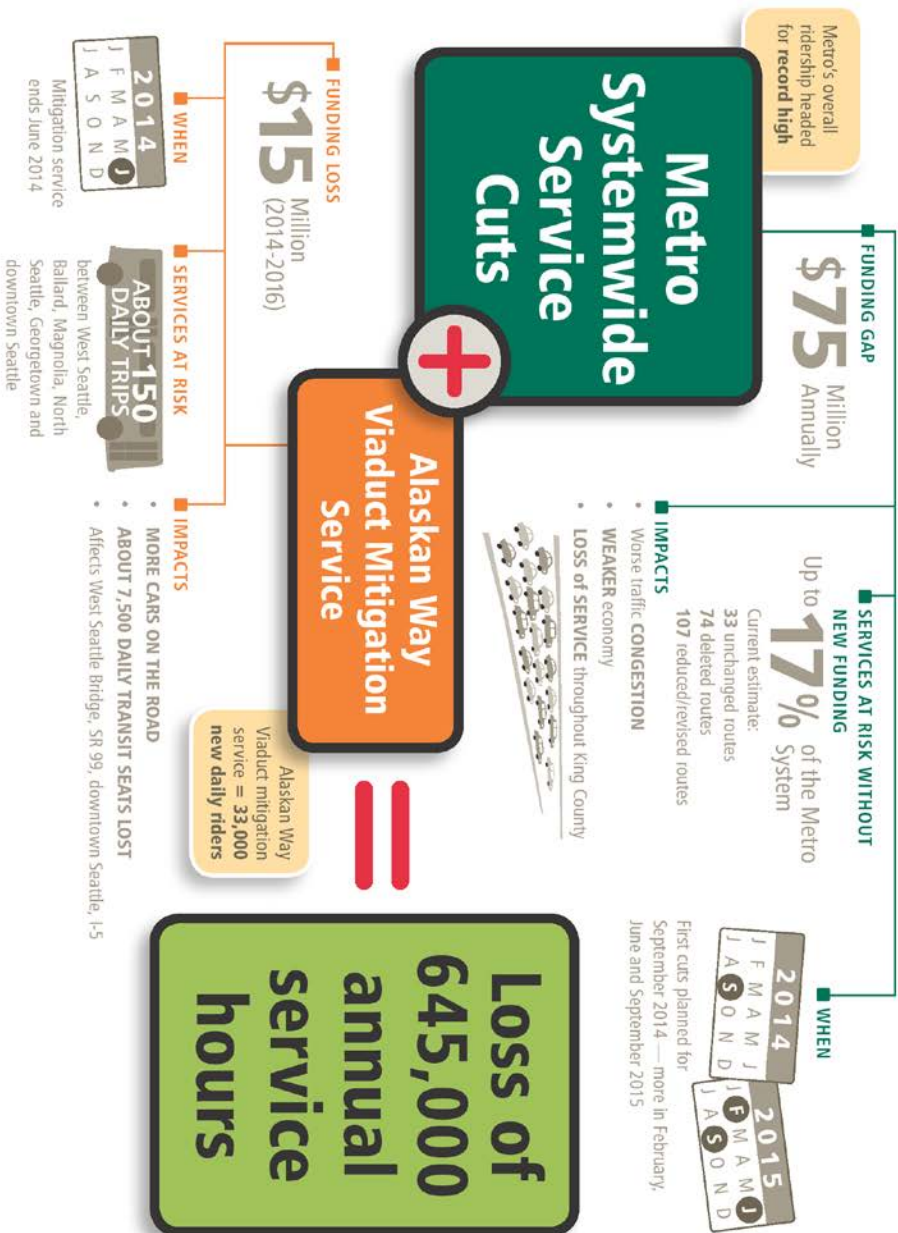 Metro's overall
ridership headed
for record high
Metro
Systemwide
Service
Cuts
FUNDING GAP
$75 Million
Annually
SERVICES AT RISK WITHOUT
NEW FUNDING
Up to 17% of the Metro
System
Current estimate:
33 unchanged routes
74 deleted routes
107 reduced/revised routes
IMPACTS
• Worse traffic CONGESTION
• WEAKER economy
• LOSS of SERVICE throughout King County
WHEN
2014
J F M A M J
J A S O N D
2015
J F M A M J
J A S O N D
First cuts planned for
September 2014 — more in February,
June and September 2015
+
Alaskan Way
Viaduct Mitigation
Service
Alaskan Way
Viaduct mitigation
service = 33,000
new daily riders
FUNDING LOSS
$15 Million
(2014-2016)
WHEN
2014
J F M A M J
J A S O N D
Mitigation service
ends June 2014
SERVICES AT RISK
ABOUT 150
DAILY TRIPS
between West Seattle,
Ballard, Magnolia, North
Seattle, Georgetown and
downtown Seattle
IMPACTS
• MORE CARS ON THE ROAD
• ABOUT 7,500 DAILY TRANSIT SEATS LOST
• Affects West Seattle Bridge, SR 99, downtown Seattle, I-5
=
Loss of
645,000
annual
service
hours